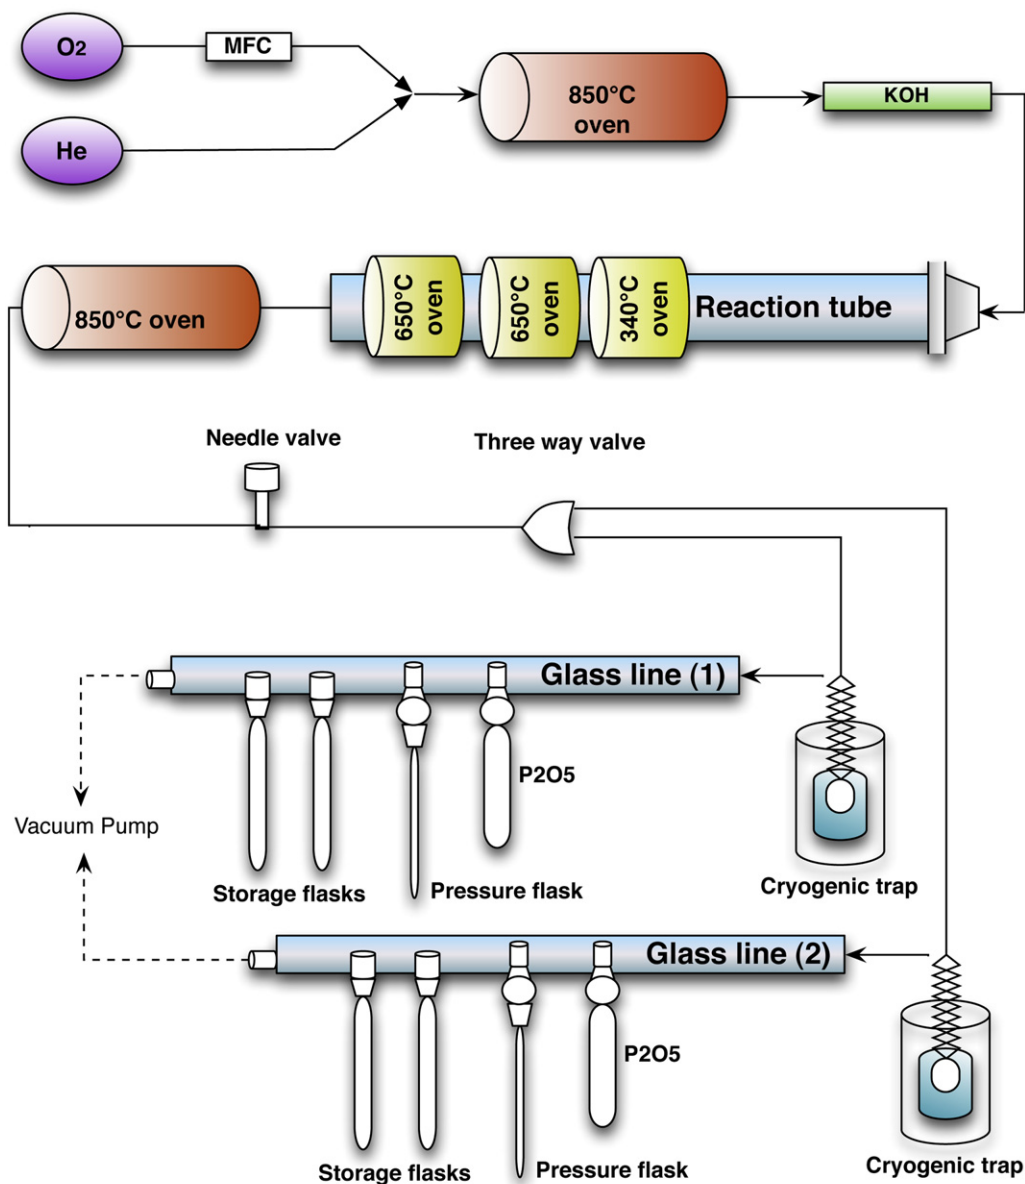 O2
MFC
He
850°C
oven
KOH
850°C oven
650°C
oven
650°C
oven
340°C
oven
Reaction tube
Needle valve
Three way valve
Glass line (1)
P2O5
Vacuum Pump
Storage flasks
Pressure flask
Cryogenic trap
Glass line (2)
P2O5
Storage flasks
Pressure flask
Cryogenic trap